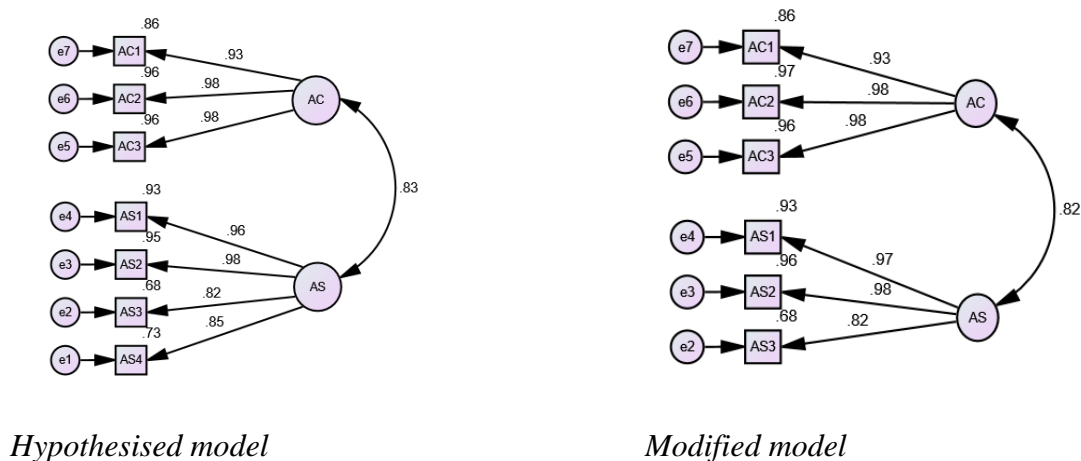 .86
e7 AC1 .93
.96
e6 AC2 .98 AC
.96
e5 AC3 .98
.83
.93
e4 AS1 .96
.95
e3 AS2 .98 AS
.68
e2 AS3 .82
.73 .85
e1 AS4
Hypothesised model
.86
e7 AC1 .93
.97
e6 AC2 .98 AC
.96
e5 AC3 .98
.82
.93
e4 AS1 .97
.96
e3 AS2 .98
.68 AS
e2 AS3 .82
Modified model